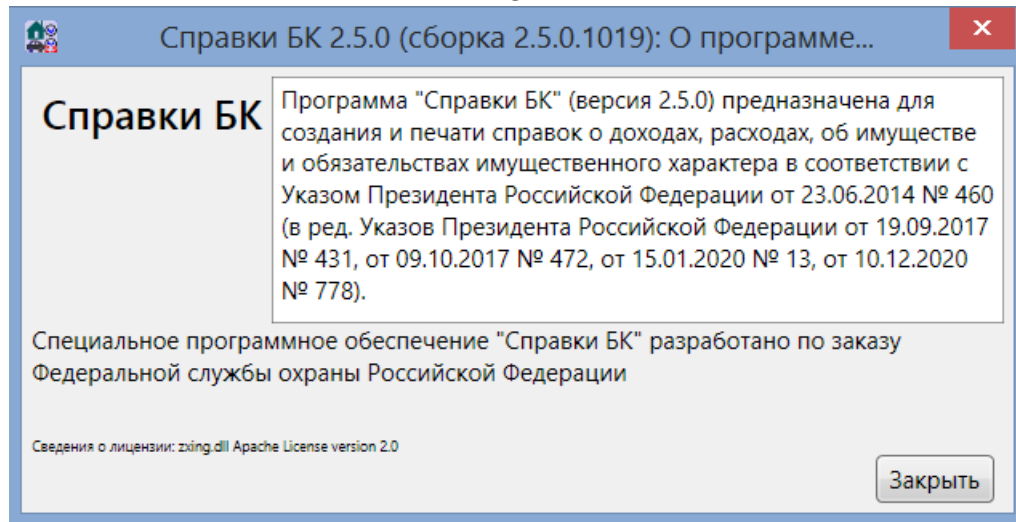 Справки БК 2.5.0 (сборка 2.5.0.1019): О программе...
Справки БК
Программа "Справки БК" (версия 2.5.0) предназначена для
создания и печати справок о доходах, расходах, об имуществе
и обязательствах имущественного характера в соответствии с
Указом Президента Российской Федерации от 23.06.2014 № 460
(в ред. Указов Президента Российской Федерации от 19.09.2017
№ 431, от 09.10.2017 № 472, от 15.01.2020 № 13, от 10.12.2020
№ 778).
Специальное программное обеспечение "Справки БК" разработано по заказу
Федеральной службы охраны Российской Федерации
Сведения о лицензии: zxing.dll Apache License version 2.0
Закрыть